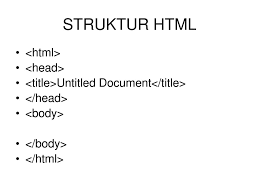 STRUKTUR HTML
• <html>
• <head>
• <title>Untitled Document</title>
• </head>
• <body>
• </body>
• </html>